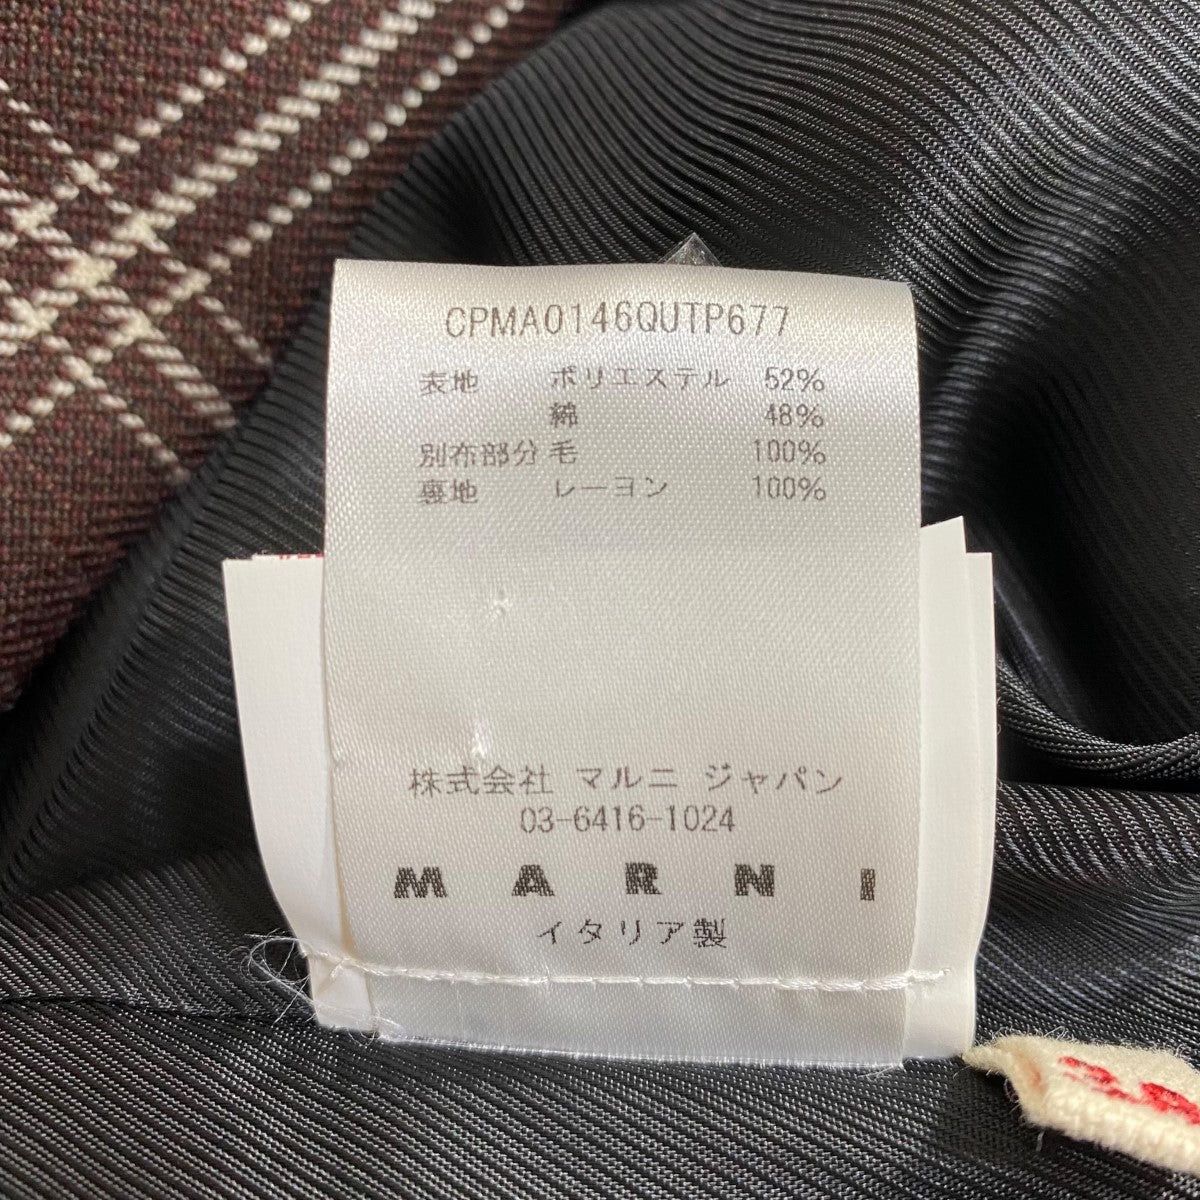 CPMA0146QUTP677
表地 ポリエステル 52%
綿 48%
別布部分 毛 100%
裏地 レーヨン 100%
株式会社 マルニ ジャパン
03-6416-1024
MARNI
イタリア製